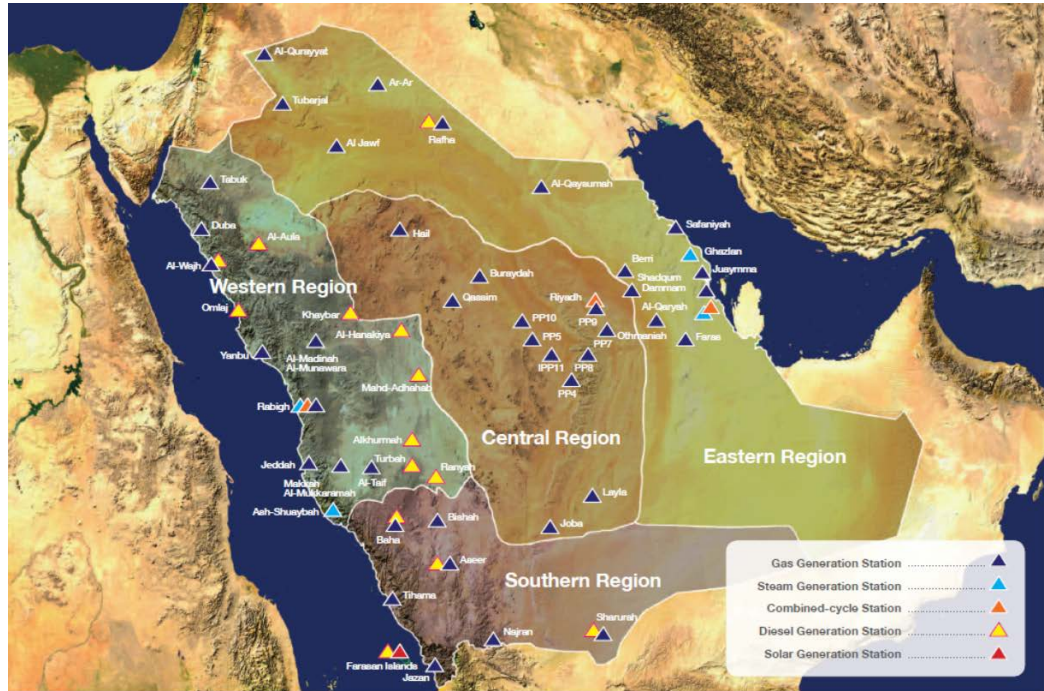 Al-Qurayyat
Ar-Ar
Tubarjal
Rafha
Al Jawf
Tabuk
Al-Qaysumah
Duba
Hail
Safaniyah
Al-Aula
Ghazlan
Al-Wajh
Berri
Juaymma
Western Region
Buraydah
Shadqum
Dammam
Omlaj
Khaybar
Qassim
Riyadh
Al-Qaryah
PP10
PP9
Al-Hanakiya
Othmaniah
Yanbu
Al-Madinah
Al-Munawara
PP5
PP7
Faras
IPP11
PP8
Mahd-Adhahab
PP4
Rabigh
Central Region
Alkhurmah
Eastern Region
Jeddah
Turbah
Ranyah
Makkah
Al-Mukkaramah
Al-Taif
Layla
Ash-Shuaybah
Bishah
Baha
Joba
Aseer
Southern Region
Tihama
Sharurah
Najran
Farasan Islands
Jazan
Gas Generation Station
Steam Generation Station
Combined-cycle Station
Diesel Generation Station
Solar Generation Station